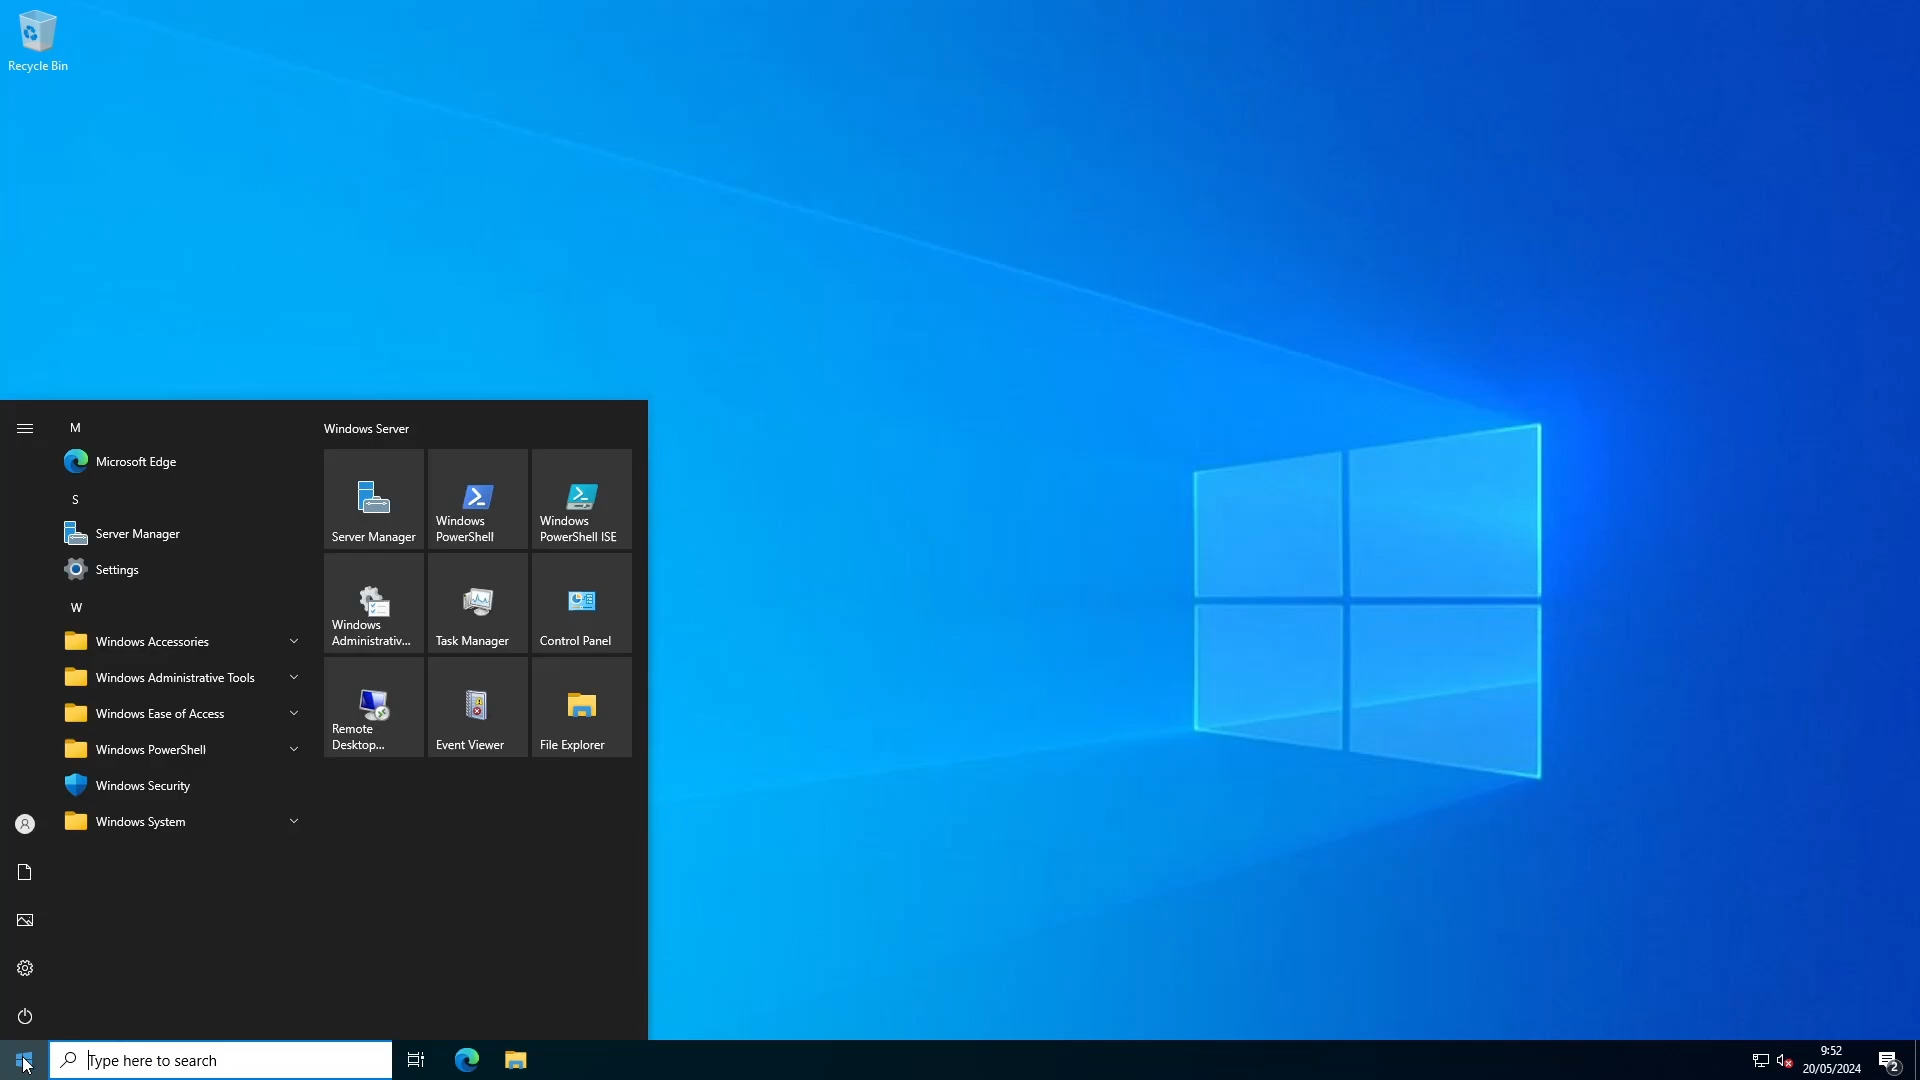 Recycle Bin
M
Microsoft Edge
S
Server Manager
Settings
W
Windows Accessories
Windows Administrative Tools
Windows Ease of Access
Windows PowerShell
Windows Security
Windows System
Windows Server
Server Manager
Windows
PowerShell
Windows
PowerShell ISE
Windows
Administrativ...
Task Manager
Control Panel
Remote
Desktop...
Event Viewer
File Explorer
Type here to search
9:52
20/05/2024
2